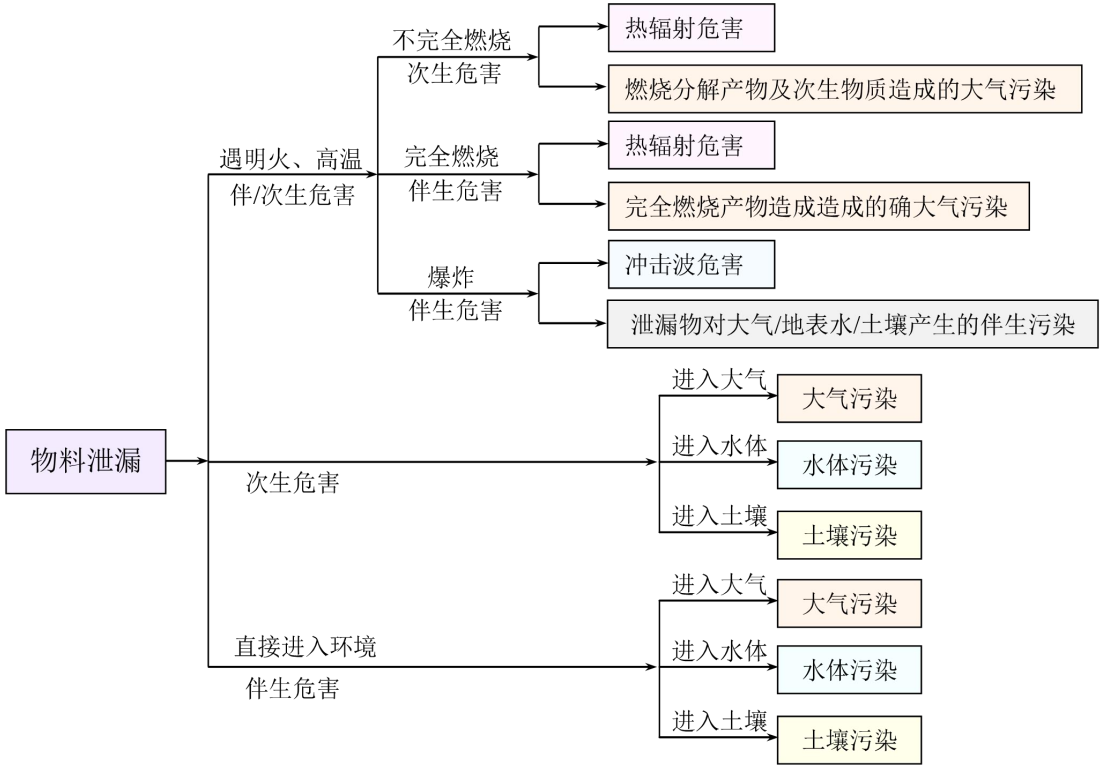 不完全燃烧
次生危害
热辐射危害
燃烧分解产物及次生物质造成的大气污染
遇明火、高温
伴/次生危害
完全燃烧
伴生危害
热辐射危害
完全燃烧产物造成造成的确大气污染
爆炸
伴生危害
冲击波危害
泄漏物对大气/地表水/土壤产生的伴生污染
物料泄漏
次生危害
进入大气
大气污染
进入水体
水体污染
进入土壤
土壤污染
直接进入环境
伴生危害
进入大气
大气污染
进入水体
水体污染
进入土壤
土壤污染